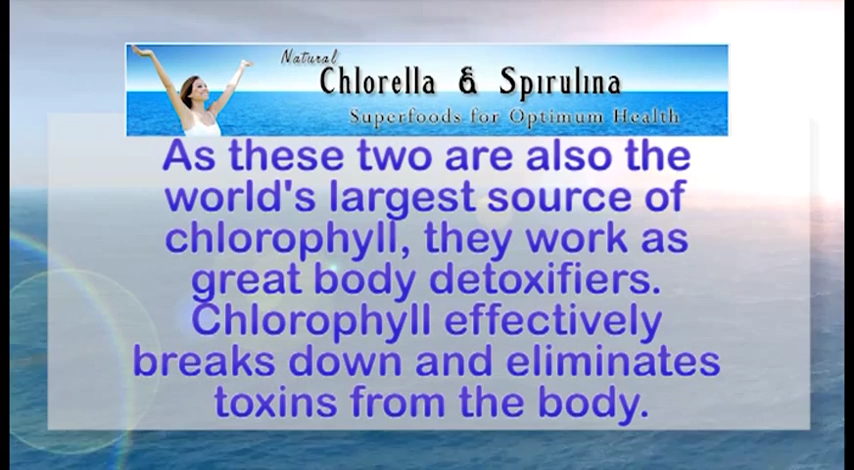 Natural
Chlorella & Spirulina
Superfoods for Optimum Health
As these two are also the
world's largest source of
chlorophyll, they work as
great body detoxifiers.
Chlorophyll effectively
breaks down and eliminates
toxins from the body.